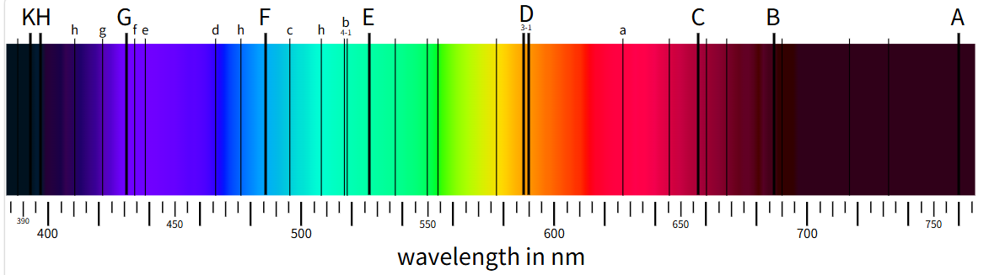 KH G F E D C B A
h g f e d h c h b 4-1 3-1 a
390 450 550 650 750
400 500 600 700
wavelength in nm